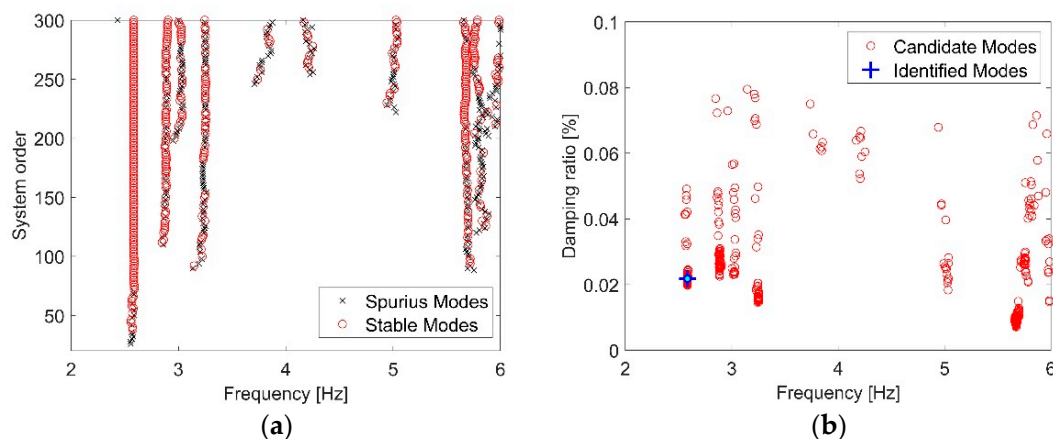 300
250
200
150
100
50
System order
Spurius Modes
Stable Modes
2 3 4 5 6
Frequency [Hz]
(a)
0.1
0.08
0.06
0.04
0.02
0
Damping ratio [%]
Candidate Modes
Identified Modes
2 3 4 5 6
Frequency [Hz]
(b)